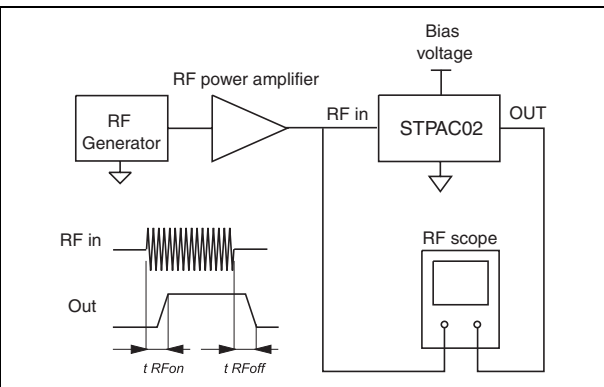 Bias
voltage
RF power amplifier
RF
Generator
RF in
STPAC02
OUT
RF in
RF scope
Out
t RFon
t RFoff